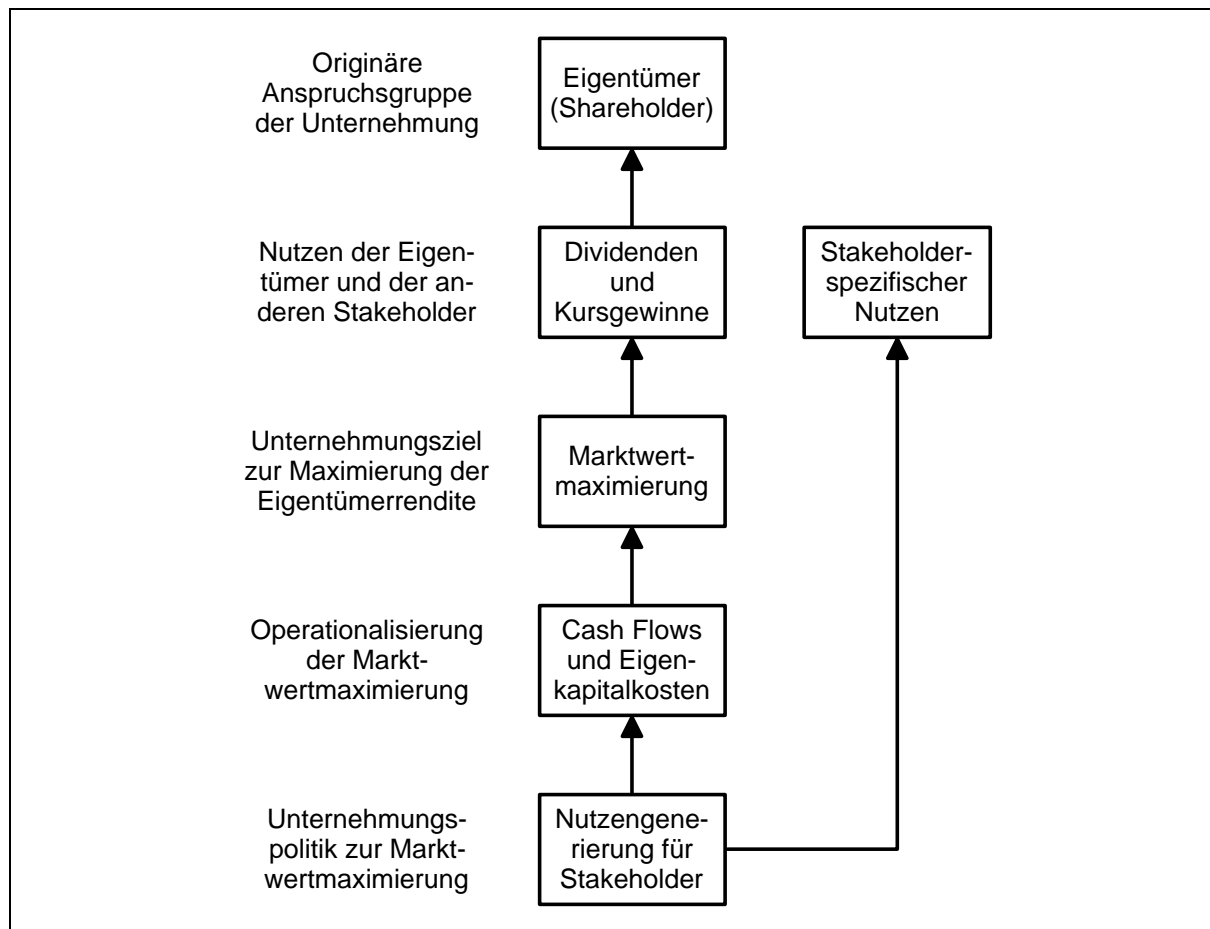 Originäre
Anspruchsgruppe
der Unternehmung
Eigentümer
(Shareholder)
Nutzen der Eigen-
tümer und der an-
deren Stakeholder
Dividenden
und
Kursgewinne
Stakeholder-
spezifischer
Nutzen
Unternehmungsziel
zur Maximierung der
Eigentümerrendite
Marktwert-
maximierung
Operationalisierung
der Markt-
wertmaximierung
Cash Flows
und Eigen-
kapitalkosten
Unternehmungs-
politik zur Markt-
wertmaximierung
Nutzengene-
rierung für
Stakeholder